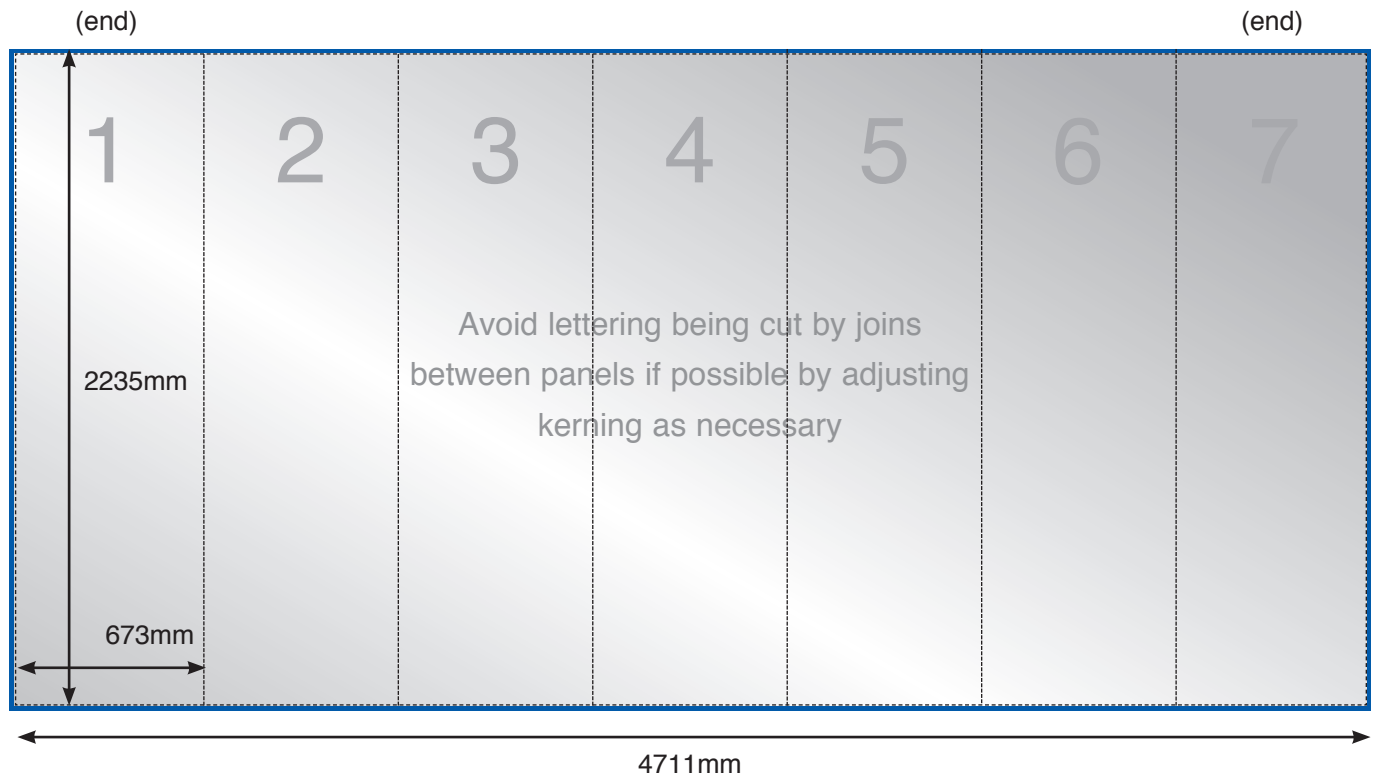 (end) (end)
1 2 3 4 5 6 7
Avoid lettering being cut by joins
between panels if possible by adjusting
kerning as necessary
2235mm
673mm
4711mm